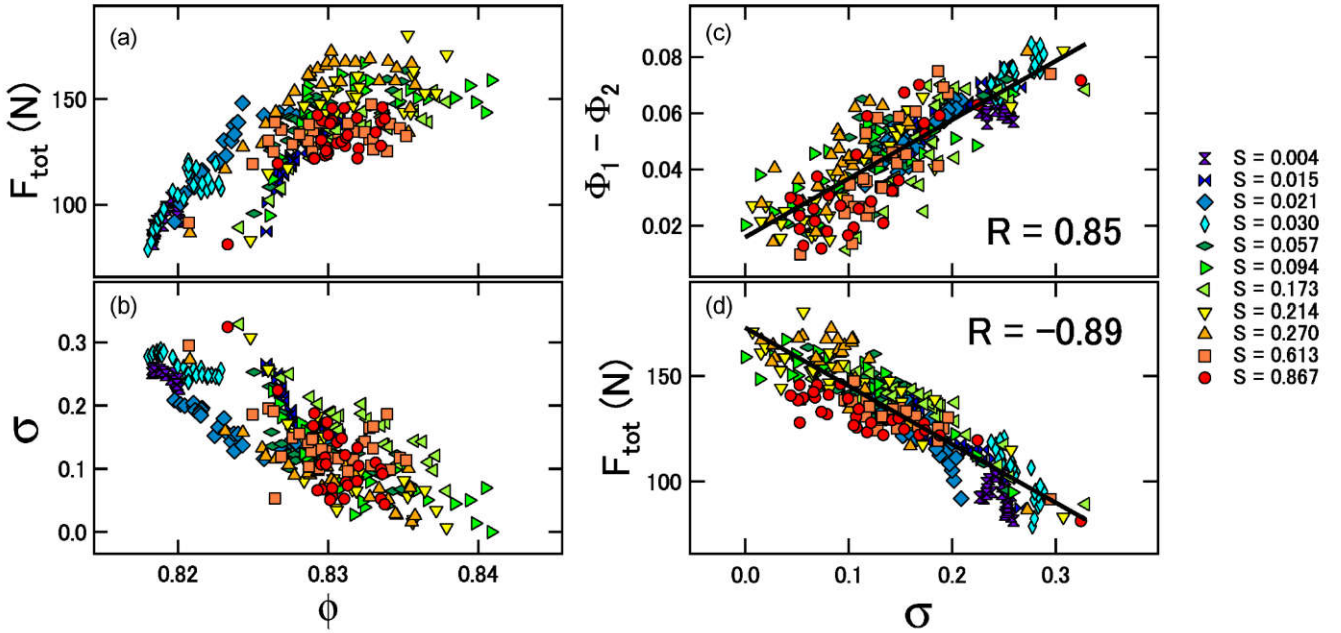 (a)
F_tot (N)
150
100
(b)
σ
0.3
0.2
0.1
0.0
0.82
0.83
0.84
ϕ
(c)
Φ₁ − Φ₂
0.08
0.06
0.04
0.02
R = 0.85
(d)
R = −0.89
F_tot (N)
150
100
0.0
0.1
0.2
0.3
σ
S = 0.004
S = 0.015
S = 0.021
S = 0.030
S = 0.057
S = 0.094
S = 0.173
S = 0.214
S = 0.270
S = 0.613
S = 0.867